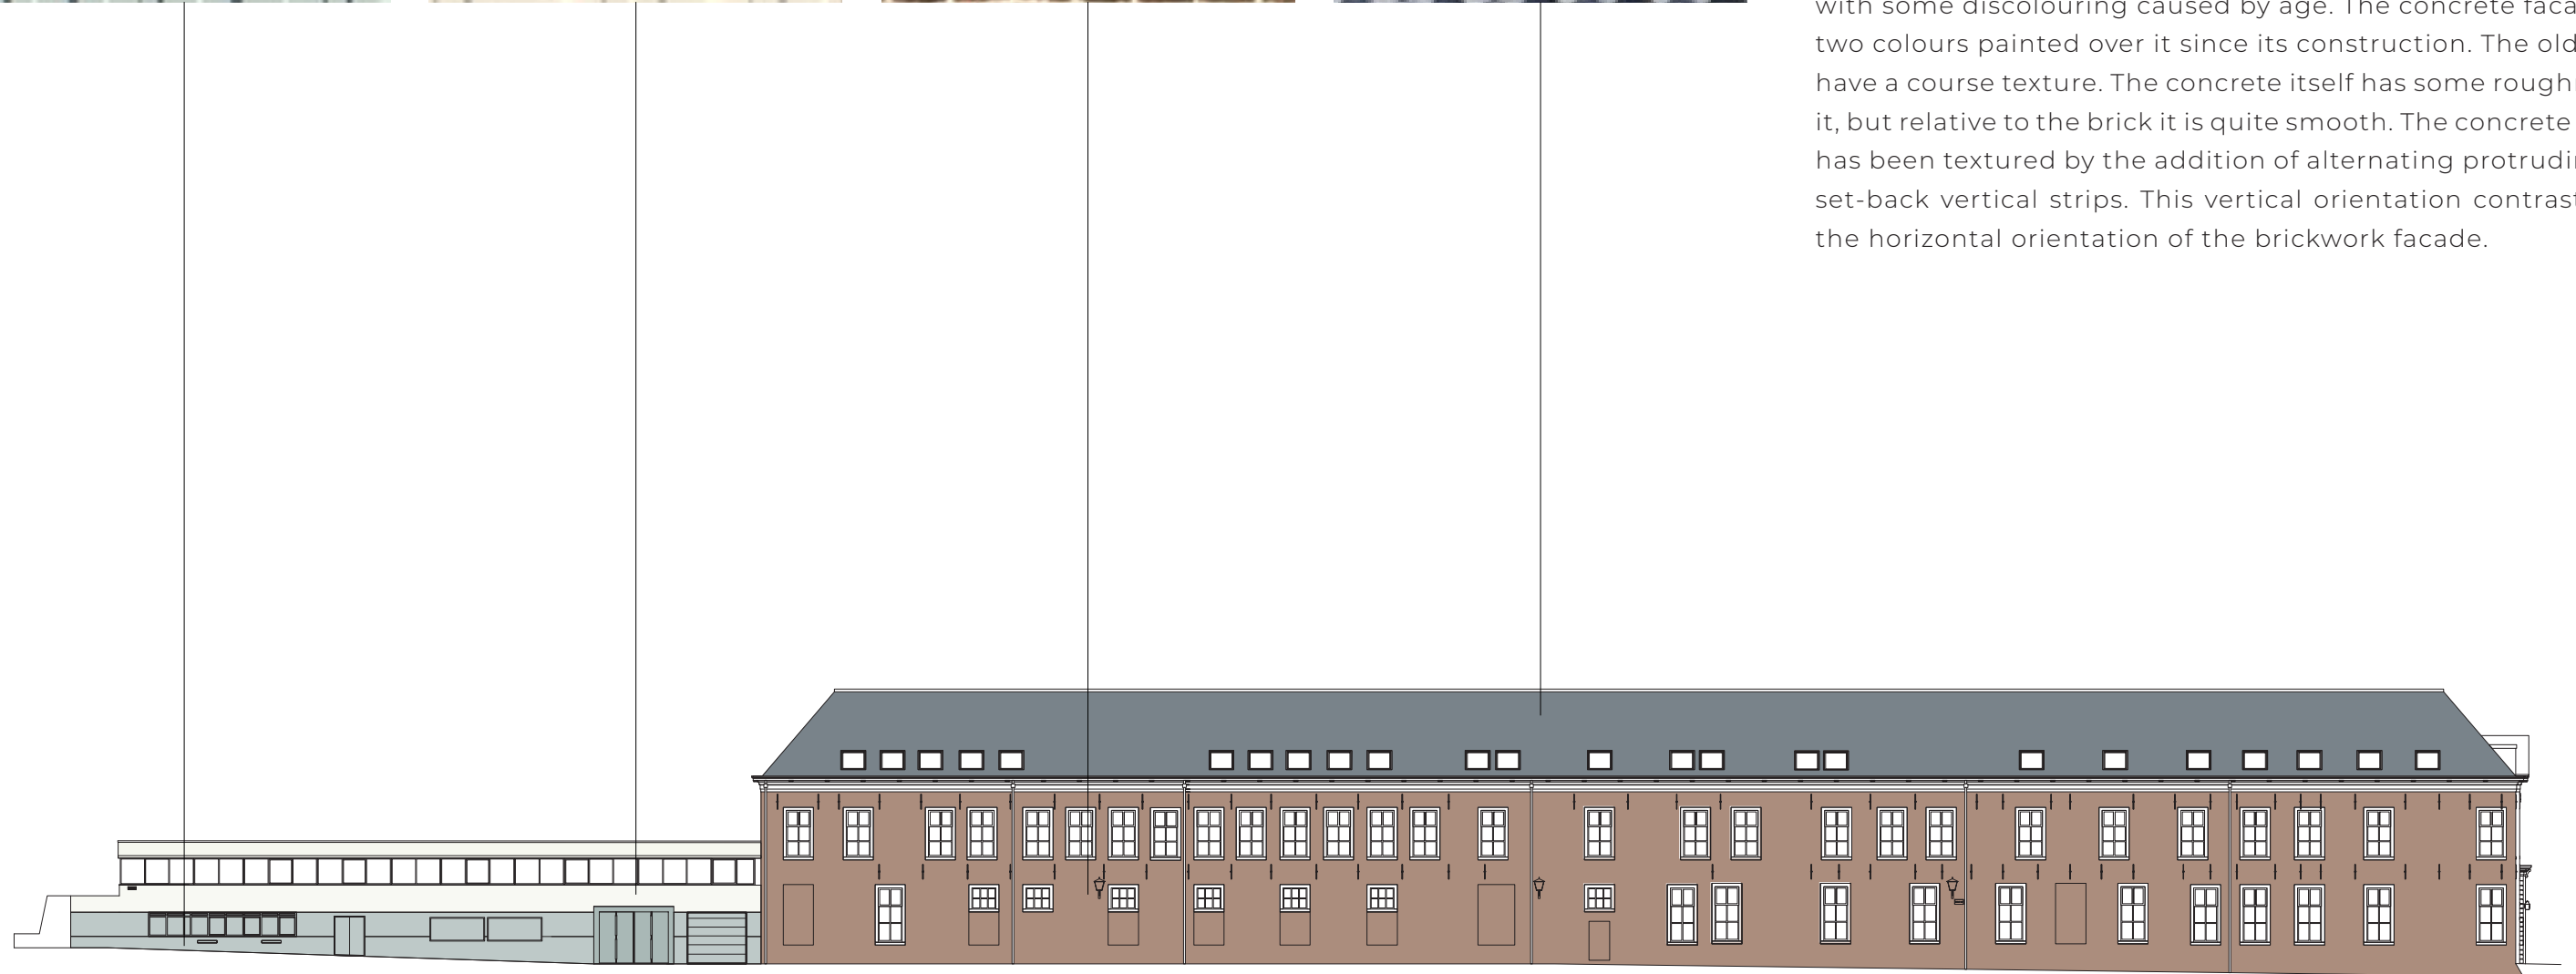 with some discolouring caused by age. The concrete faca
two colours painted over it since its construction. The old
have a course texture. The concrete itself has some rough
it, but relative to the brick it is quite smooth. The concrete
has been textured by the addition of alternating protrudi
set-back vertical strips. This vertical orientation contrast
the horizontal orientation of the brickwork facade.